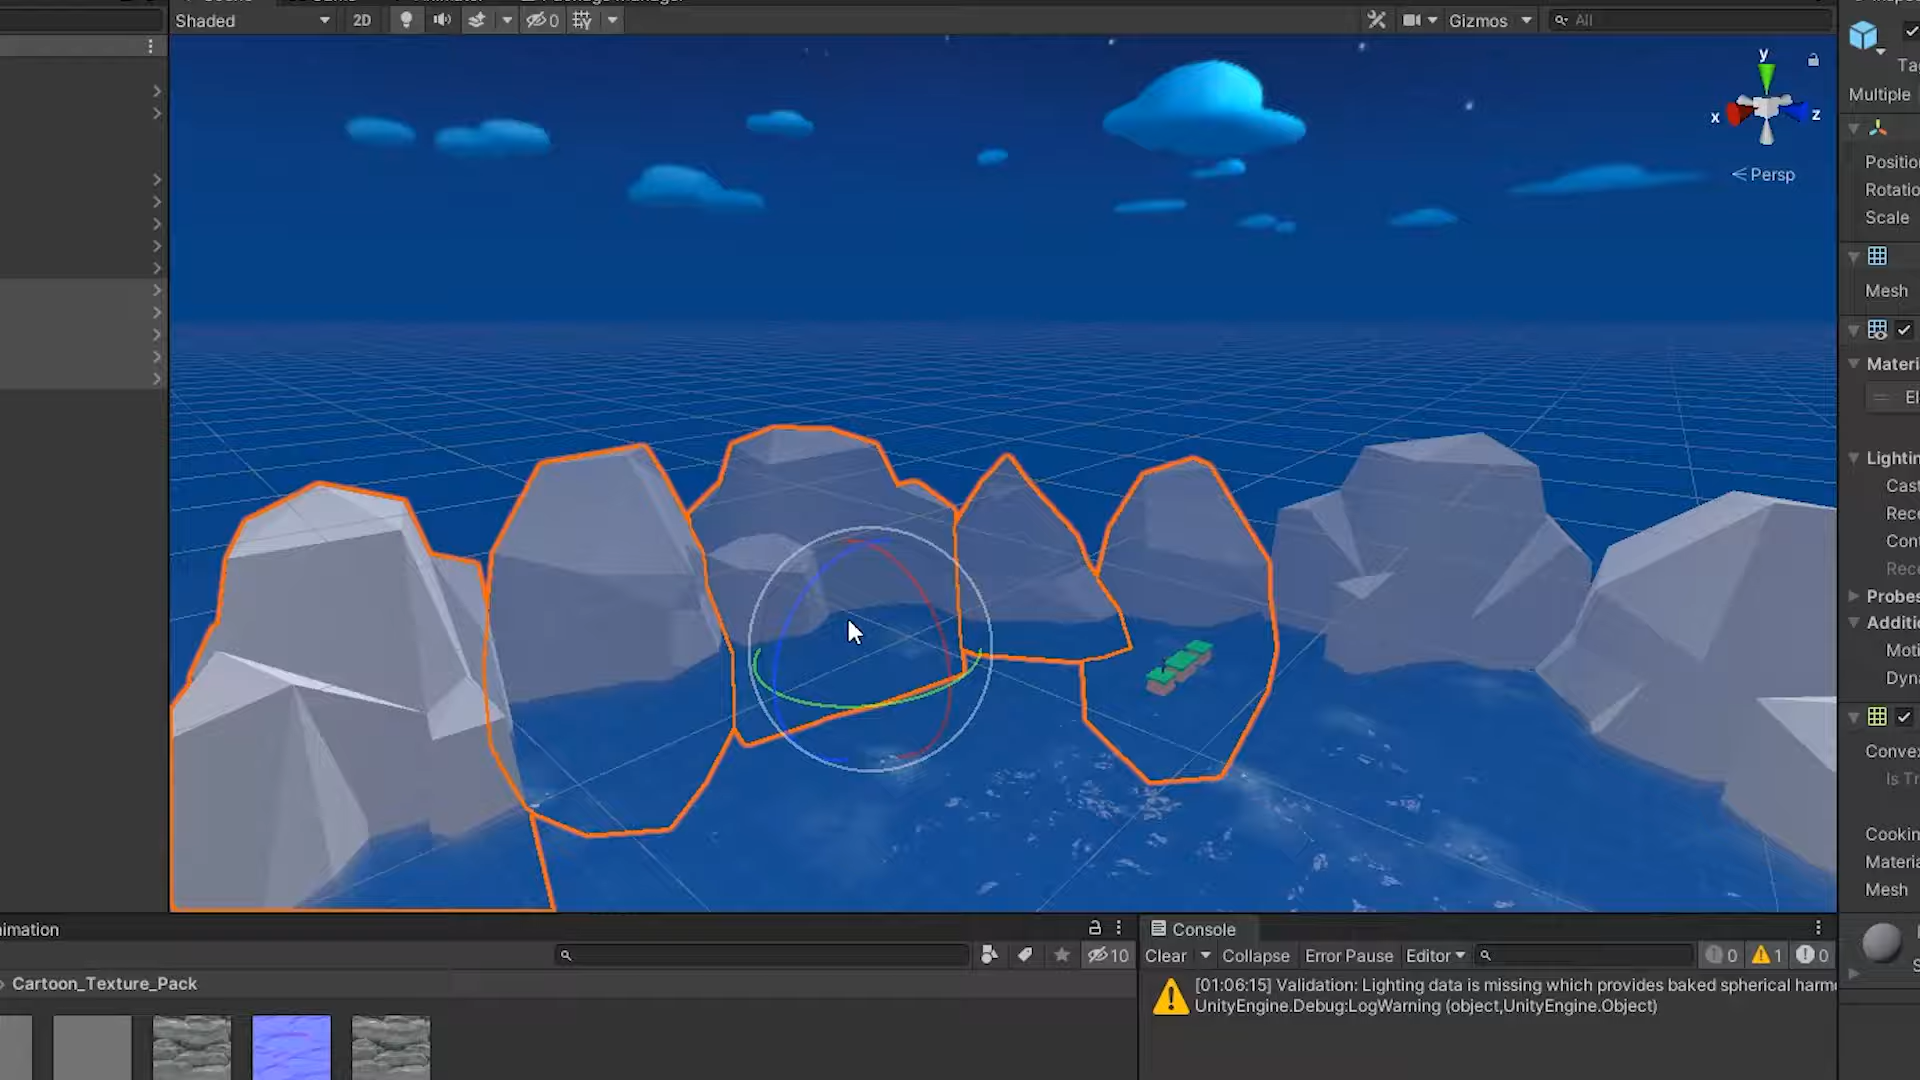 Shaded
2D
0
Gizmos
All
y
x
z
Persp
Multiple
Mesh
Scale
imation
10
Cartoon_Texture_Pack
Console
Clear
Collapse
Error Pause
Editor
0
1
0
[01:06:15] Validation: Lighting data is missing which provides baked spherical harm
UnityEngine.Debug:LogWarning (object,UnityEngine.Object)
Ta
Positio
Rotatio
Materi
El
Lightin
Cast
Rece
Cont
Rece
Probes
Additio
Moti
Dyna
Convex
Is Tr
Cookin
Materia
Mesh